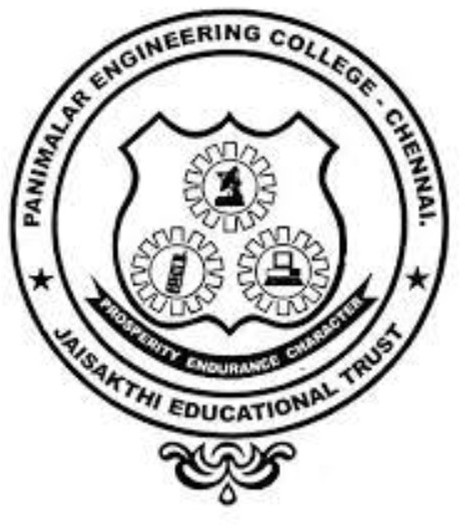 PANIMALAR ENGINEERING COLLEGE - CHENNAI.
PROSPERITY ENDURANCE CHARACTER
JAISAKTHI EDUCATIONAL TRUST